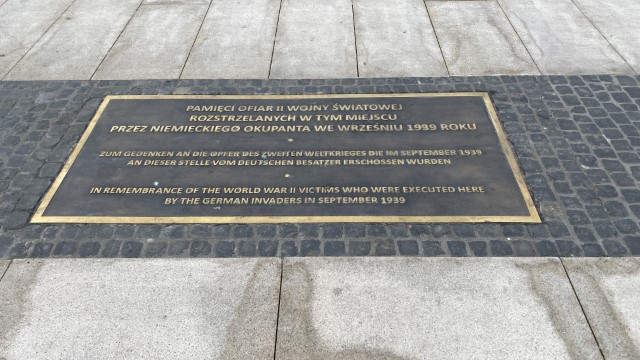 PAMIĘCI OFIAR II WOJNY ŚWIATOWEJ
ROZSTRZELANYCH W TYM MIEJSCU
PRZEZ NIEMIECKIEGO OKUPANTA WE WRZEŚNIU 1939 ROKU
ZUM GEDENKEN AN DIE OPFER DES ZWEITEN WELTKRIEGES DIE IM SEPTEMBER 1939
AN DIESER STELLE VOM DEUTSCHEN BESATZER ERSCHOSSEN WURDEN
IN REMEMBRANCE OF THE WORLD WAR II VICTIMS WHO WERE EXECUTED HERE
BY THE GERMAN INVADERS IN SEPTEMBER 1939